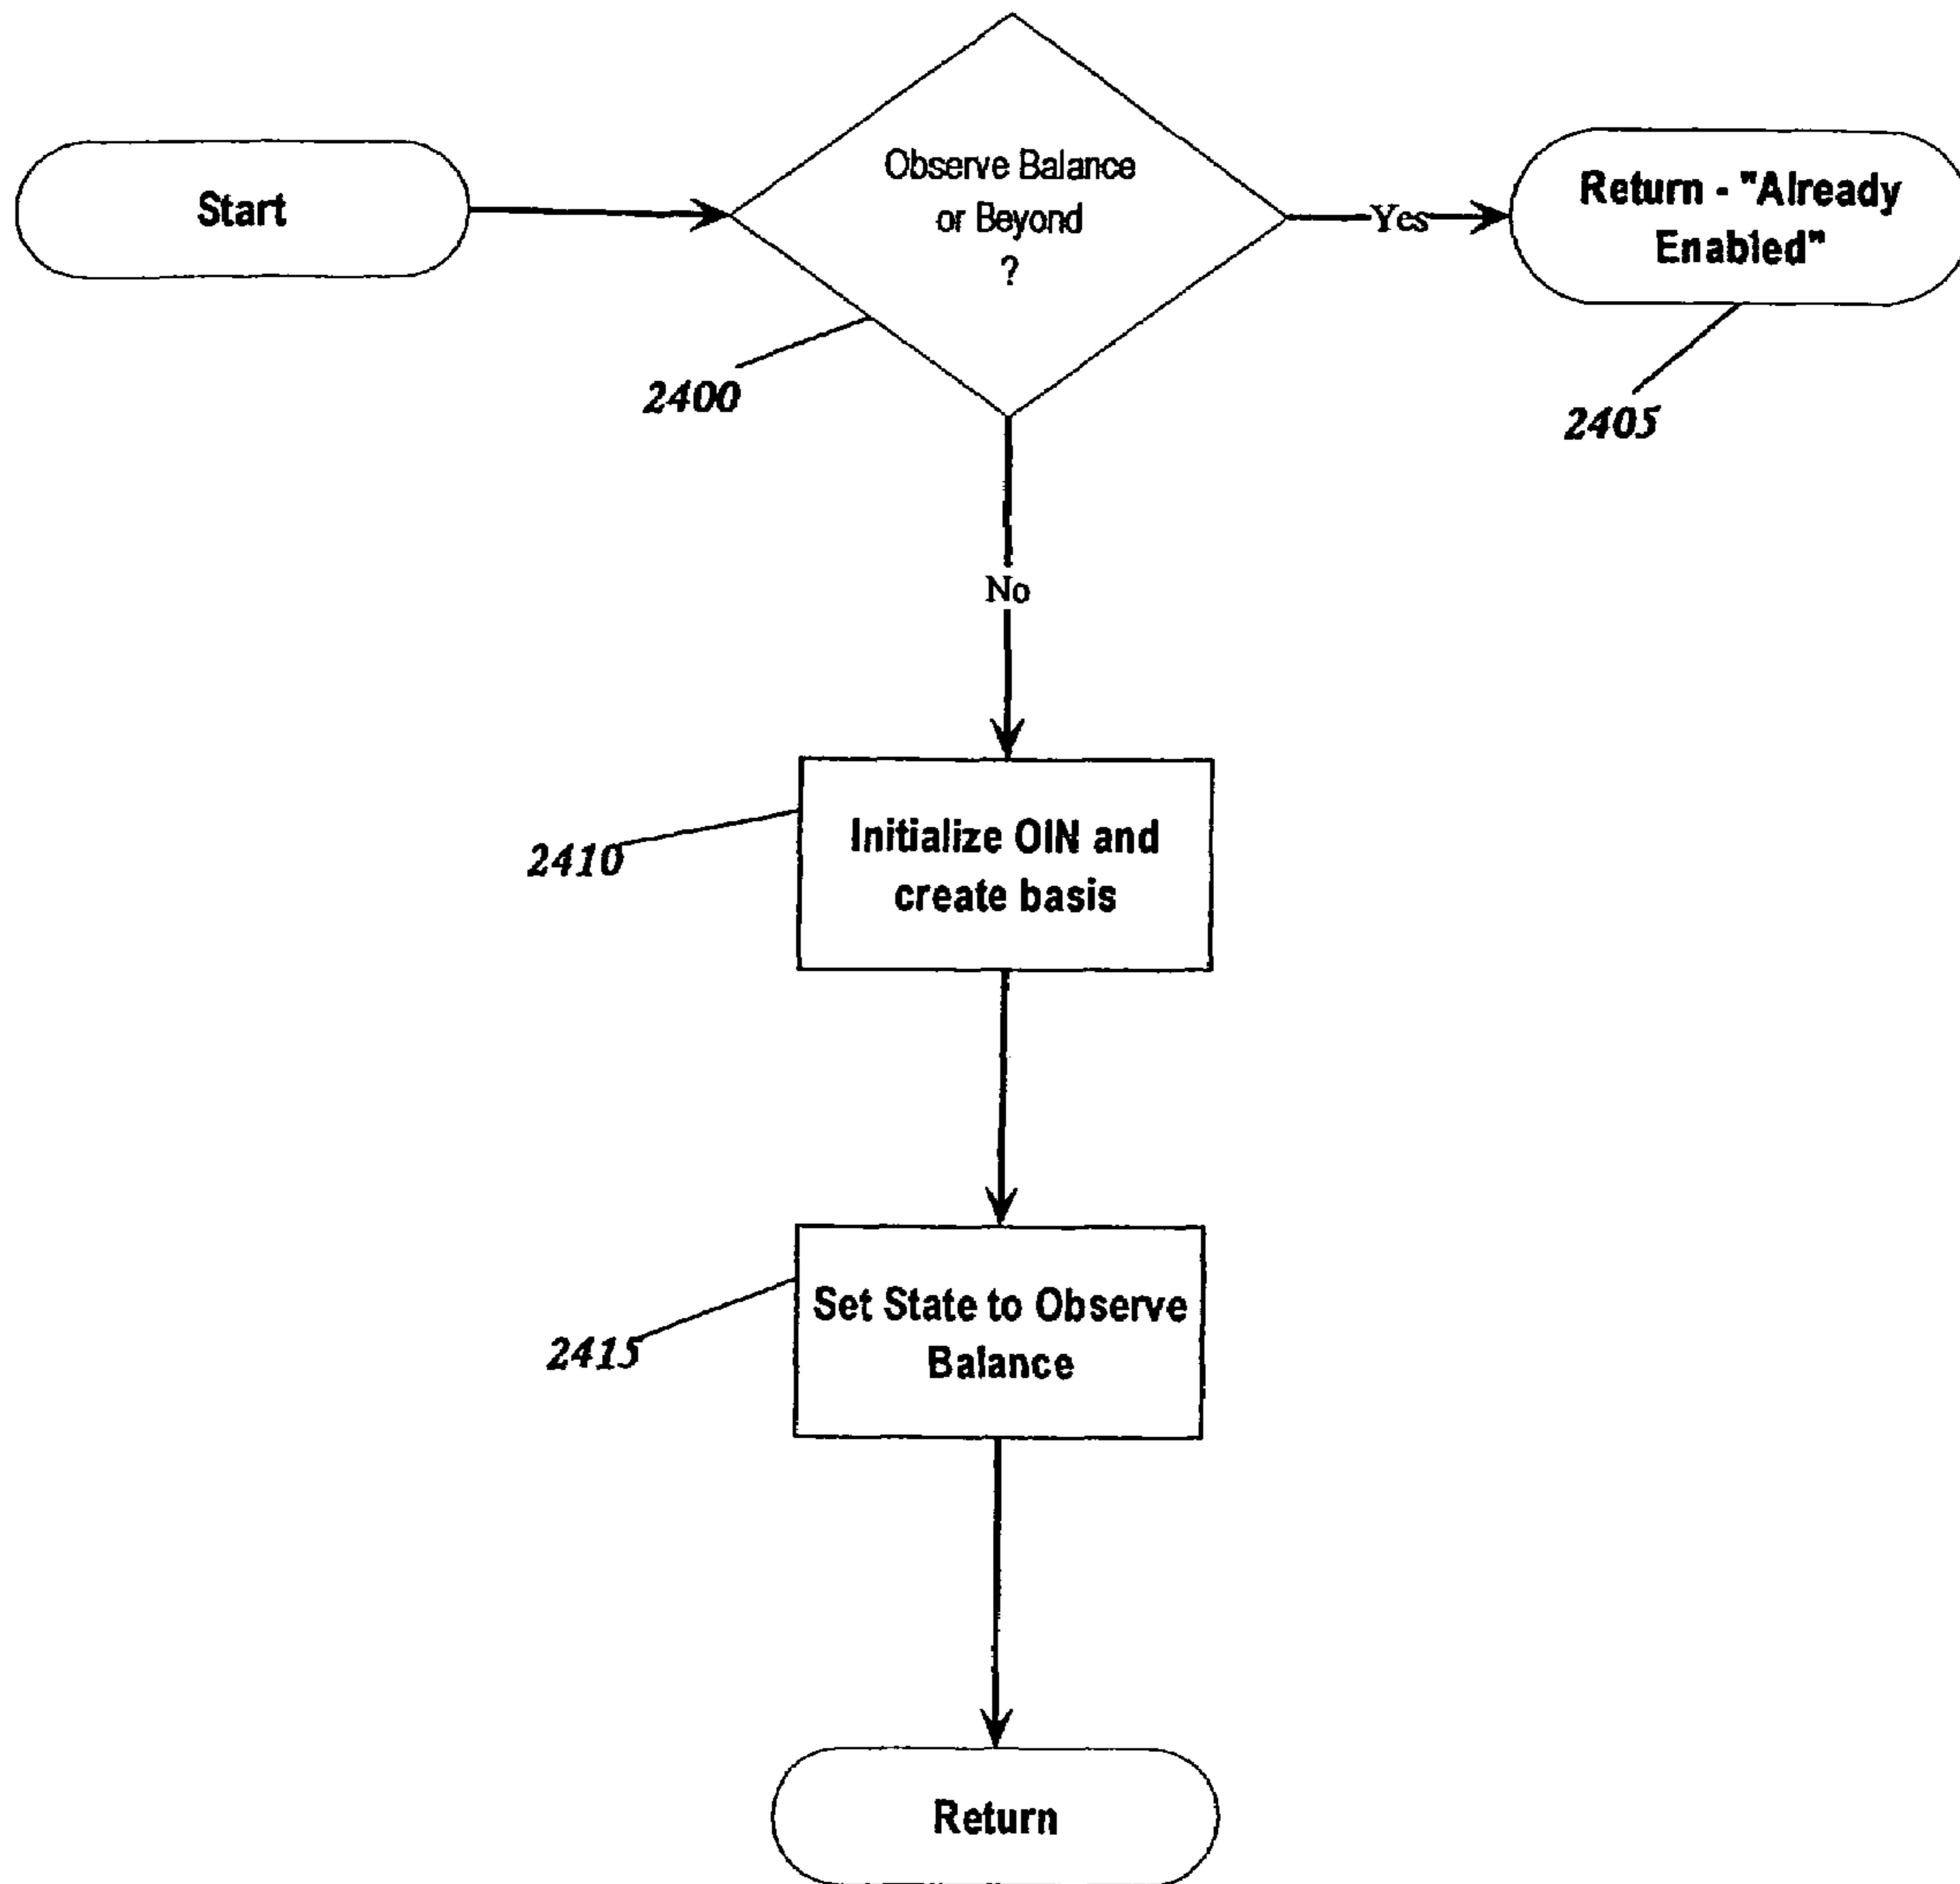 Start
Observe Balance
or Beyond
?
Yes
Return - "Already
Enabled"
2400
2405
No
2410
Initialize OIN and
create basis
2415
Set State to Observe
Balance
Return